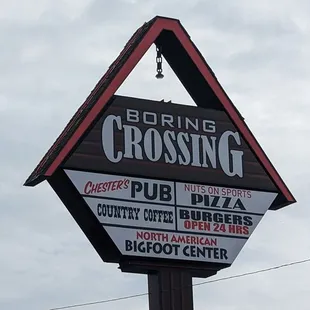 BORING
CROSSING
CHESTER'S PUB
NUTS ON SPORTS
PIZZA
COUNTRY COFFEE
BURGERS
OPEN 24 HRS
NORTH AMERICAN
BIGFOOT CENTER